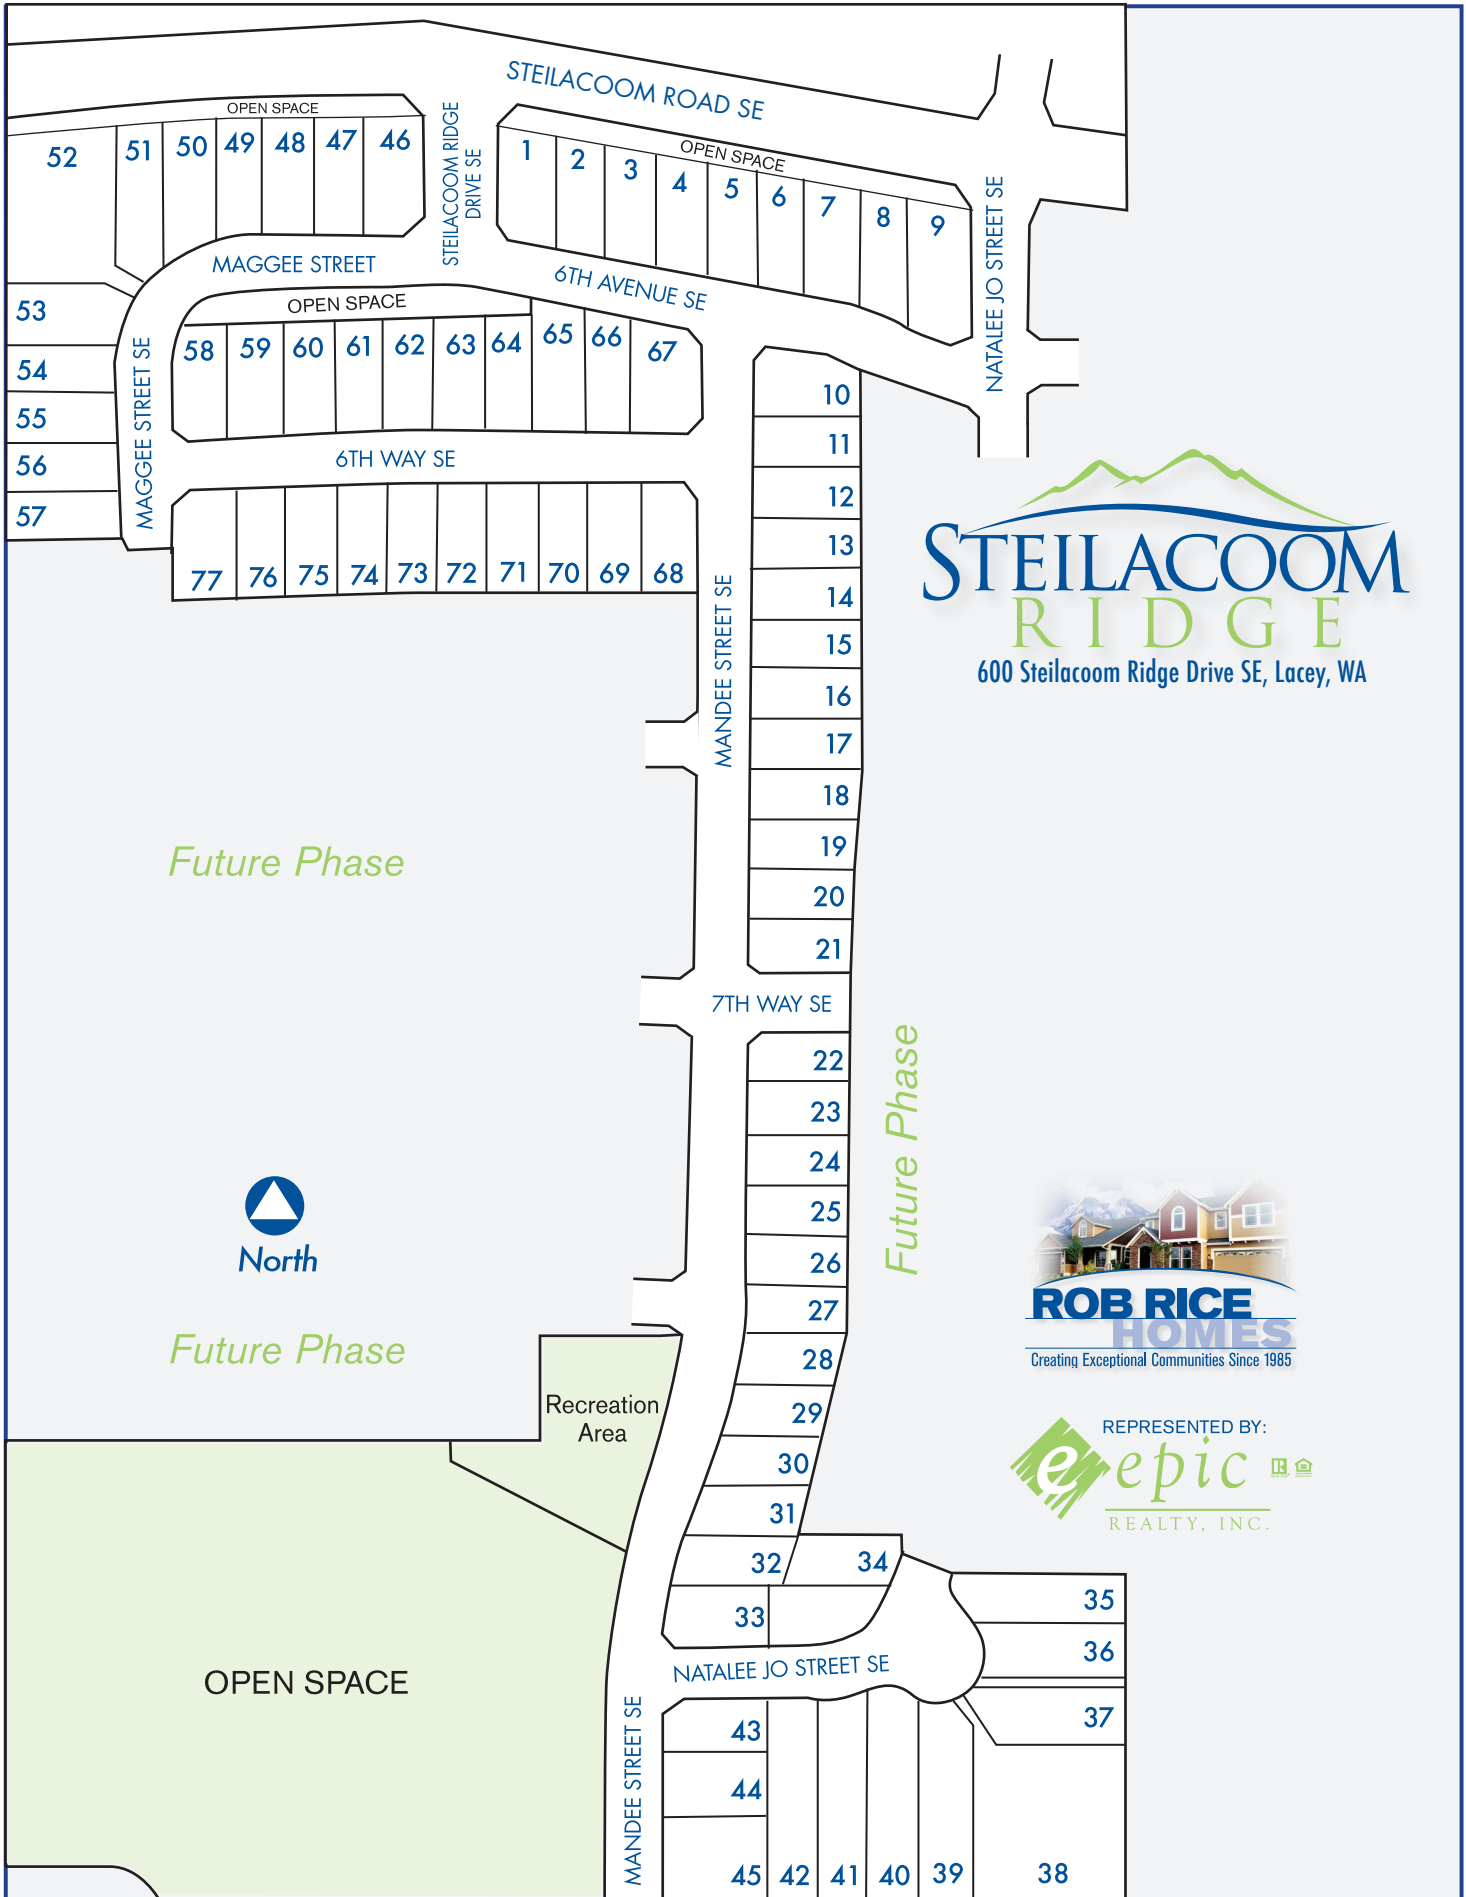 STEILACOOM ROAD SE
OPEN SPACE
STEILACOOM RIDGE
DRIVE SE
OPEN SPACE
52
51
50
49
48
47
46
1
2
3
4
5
6
7
8
9
NATALEE JO STREET SE
MAGGEE STREET
6TH AVENUE SE
OPEN SPACE
53
54
55
56
57
MAGGEE STREET SE
58
59
60
61
62
63
64
65
66
67
6TH WAY SE
77
76
75
74
73
72
71
70
69
68
10
11
12
13
14
15
16
17
18
19
20
21
MANDEE STREET SE
STEILACOOM
RIDGE
600 Steilacoom Ridge Drive SE, Lacey, WA
Future Phase
7TH WAY SE
22
23
24
25
26
27
28
29
30
31
32
34
33
Future Phase
North
Future Phase
ROB RICE
HOMES
Creating Exceptional Communities Since 1985
Recreation
Area
REPRESENTED BY:
e
epic
REALTY, INC.
35
36
37
OPEN SPACE
NATALEE JO STREET SE
MANDEE STREET SE
43
44
45
42
41
40
39
38